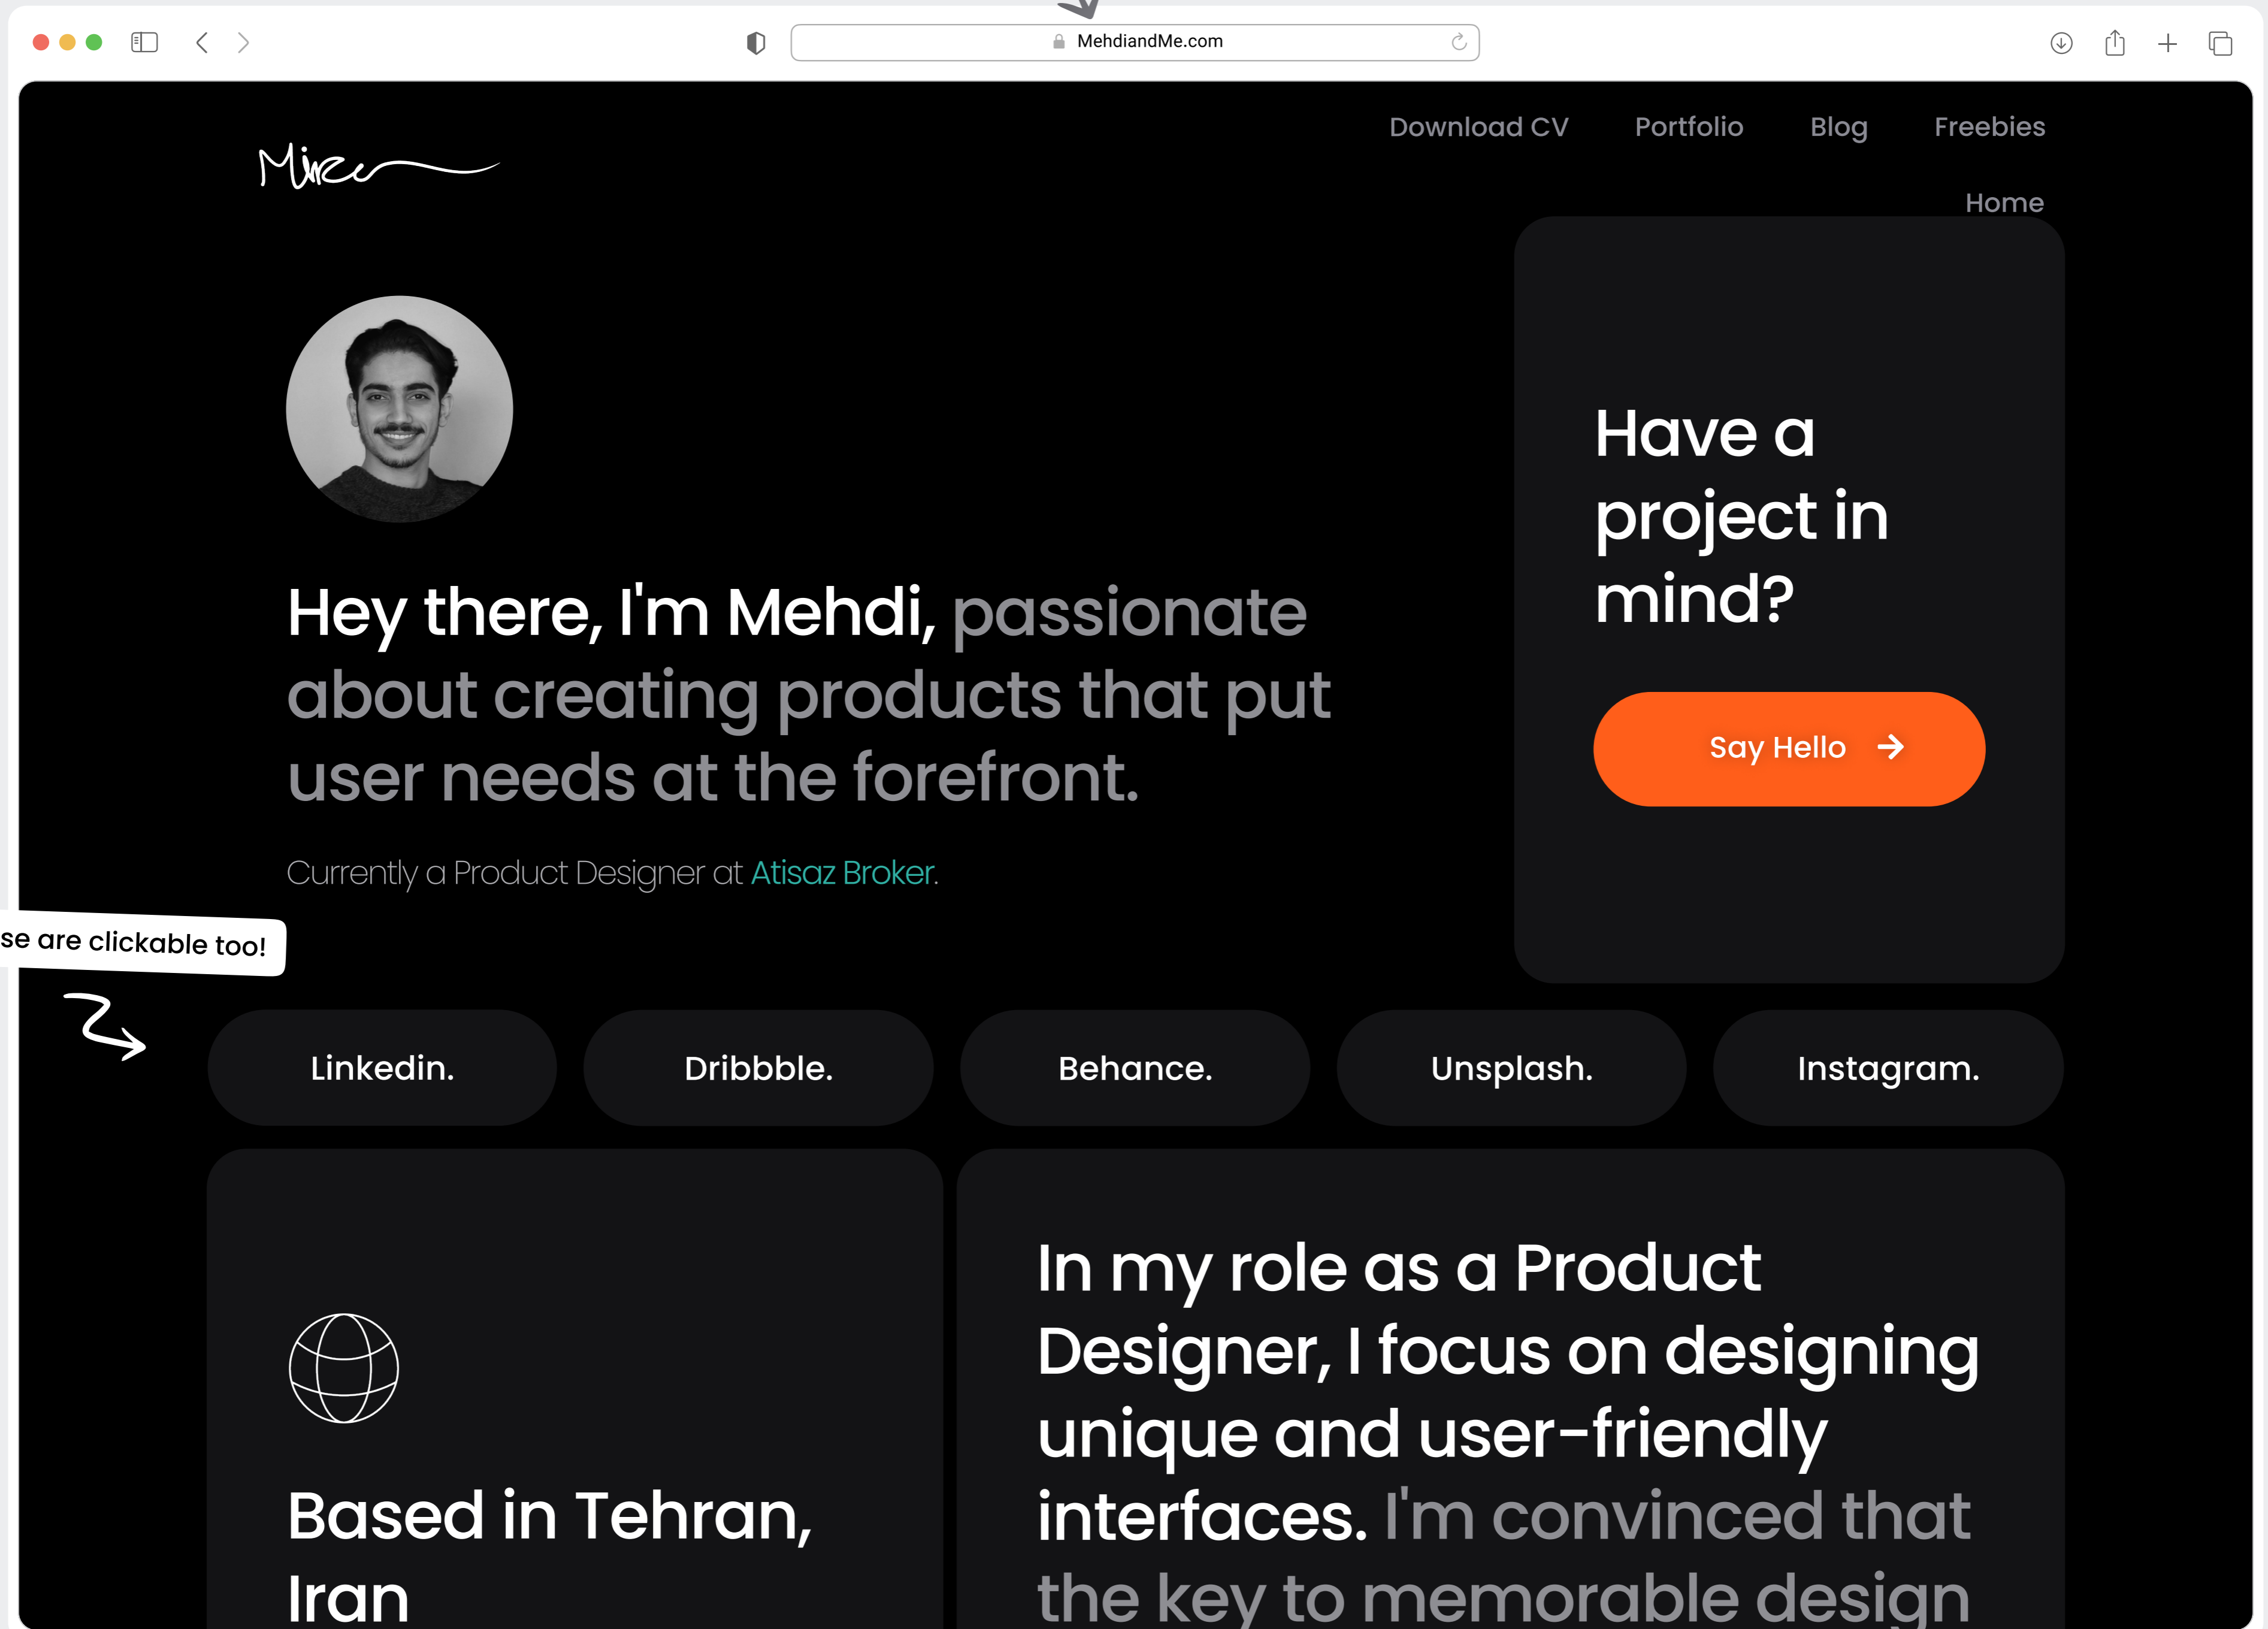 MehdiandMe.com
Download CV Portfolio Blog Freebies
Home
Have a
project in
mind?
Say Hello
Hey there, I'm Mehdi, passionate
about creating products that put
user needs at the forefront.
Currently a Product Designer at Atisaz Broker.
are clickable too!
Linkedin. Dribbble. Behance. Unsplash. Instagram.
Based in Tehran,
Iran
In my role as a Product
Designer, I focus on designing
unique and user-friendly
interfaces. I'm convinced that
the key to memorable design